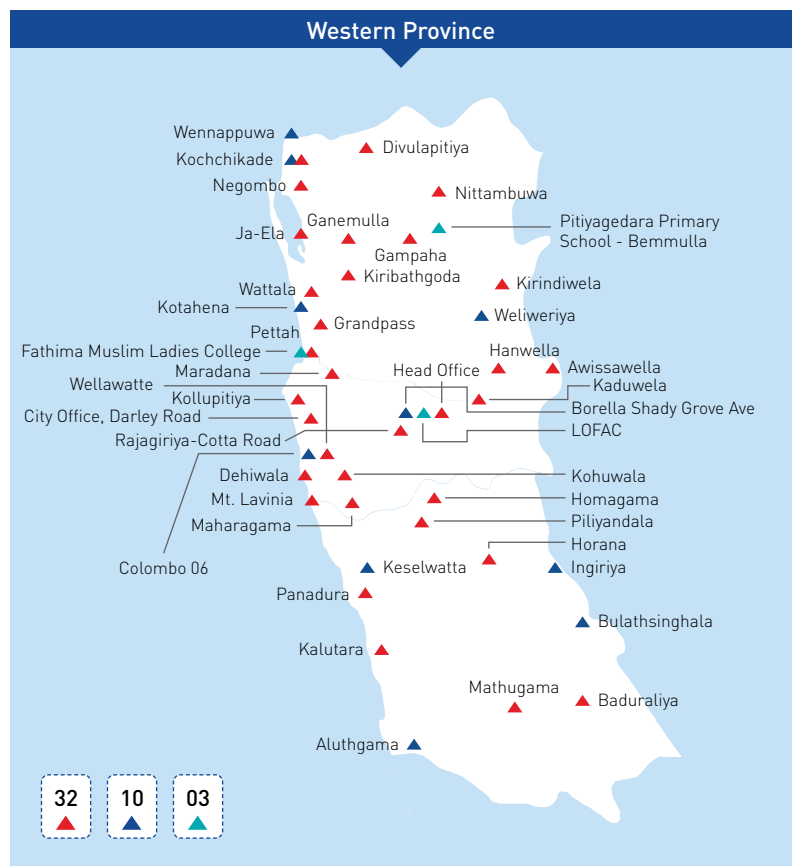 Western Province
Wennappuwa
Divulapitiya
Kochchikade
Negombo
Nittambuwa
Ganemulla
Pitiyagedara Primary
School - Bemmulla
Ja-Ela
Gampaha
Kiribathgoda
Kirindiwela
Wattala
Kotahena
Weliweriya
Grandpass
Pettah
Fathima Muslim Ladies College
Hanwella
Maradana
Head Office
Awissawella
Wellawatte
Kaduwela
Kollupitiya
Borella Shady Grove Ave
City Office, Darley Road
LOFAC
Rajagiriya-Cotta Road
Dehiwala
Kohuwala
Mt. Lavinia
Homagama
Maharagama
Piliyandala
Horana
Colombo 06
Keselwatta
Ingiriya
Panadura
Bulathsinghala
Kalutara
Mathugama
Baduraliya
Aluthgama
32
10
03